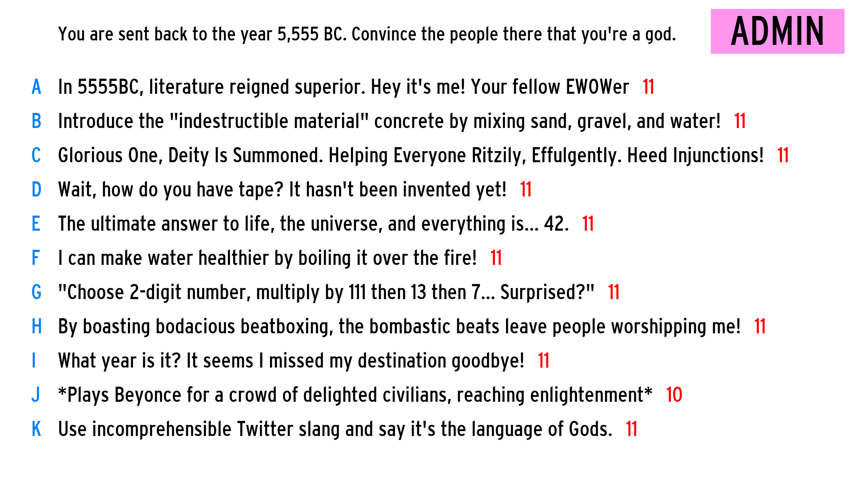 You are sent back to the year 5,555 BC. Convince the people there that you're a god.
ADMIN
A In 5555BC, literature reigned superior. Hey it's me! Your fellow EWOWer 11
B Introduce the "indestructible material" concrete by mixing sand, gravel, and water! 11
C Glorious One, Deity Is Summoned. Helping Everyone Ritzily, Effulgently. Heed Injunctions! 11
D Wait, how do you have tape? It hasn't been invented yet! 11
E The ultimate answer to life, the universe, and everything is... 42. 11
F I can make water healthier by boiling it over the fire! 11
G "Choose 2-digit number, multiply by 111 then 13 then 7... Surprised?" 11
H By boasting bodacious beatboxing, the bombastic beats leave people worshipping me! 11
I What year is it? It seems I missed my destination goodbye! 11
J *Plays Beyonce for a crowd of delighted civilians, reaching enlightenment* 10
K Use incomprehensible Twitter slang and say it's the language of Gods. 11